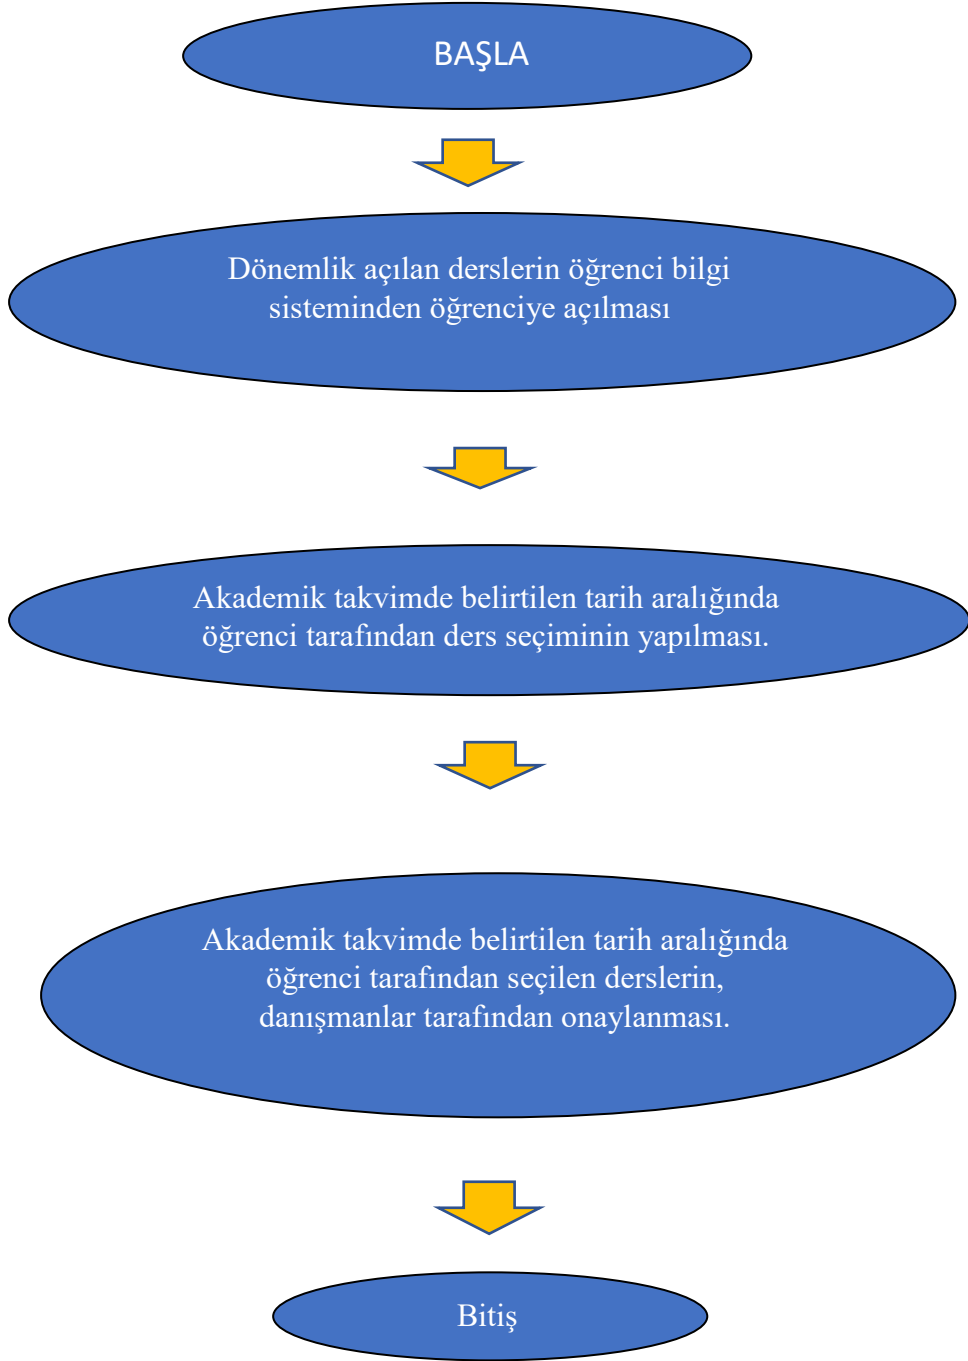 BAŞLA
Dönemlik açılan derslerin öğrenci bilgi
sisteminden öğrenciye açılması
Akademik takvimde belirtilen tarih aralığında
öğrenci tarafından ders seçiminin yapılması.
Akademik takvimde belirtilen tarih aralığında
öğrenci tarafından seçilen derslerin,
danışmanlar tarafından onaylanması.
Bitiş